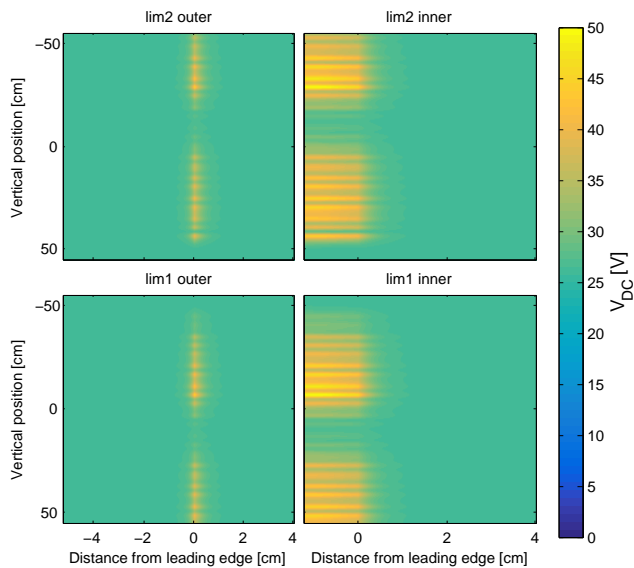 lim2 outer
lim2 inner
Vertical position [cm]
−50
0
50
lim1 outer
lim1 inner
Vertical position [cm]
−50
0
50
−4
−2
0
2
4
0
2
4
Distance from leading edge [cm]
Distance from leading edge [cm]
50
45
40
35
30
25
20
15
10
5
0
V_DC [V]